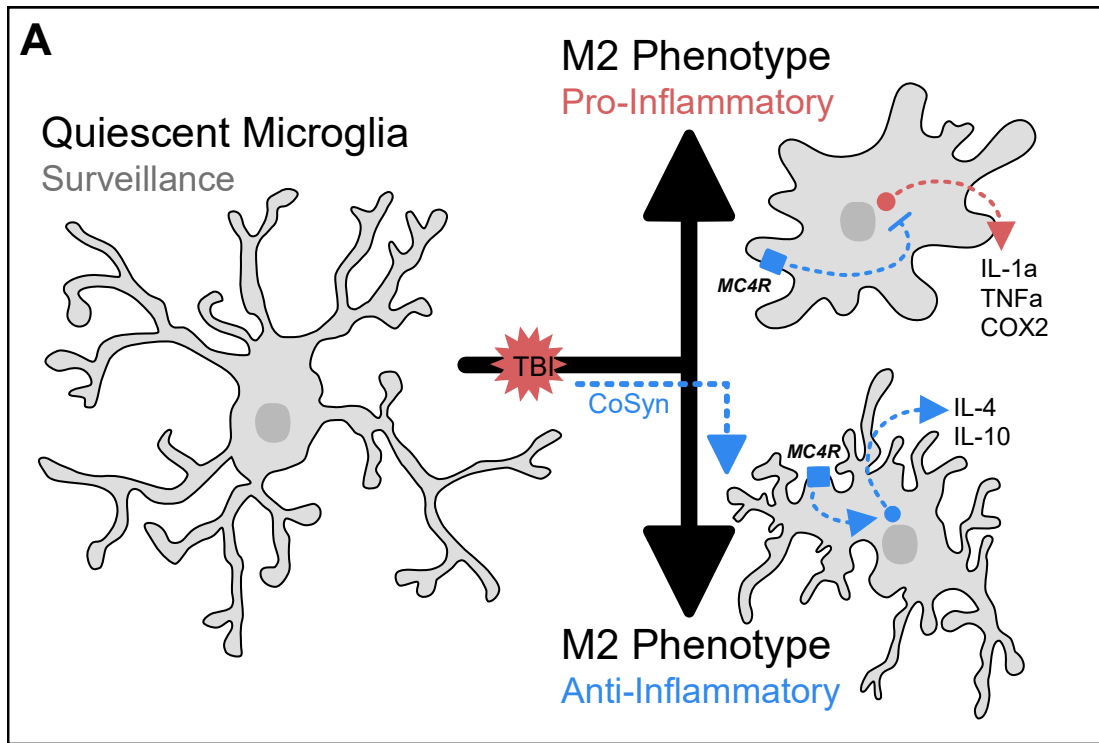 A
Quiescent Microglia
Surveillance
M2 Phenotype
Pro-Inflammatory
MC4R
IL-1a
TNFa
COX2
TBI
CoSyn
MC4R
IL-4
IL-10
M2 Phenotype
Anti-Inflammatory